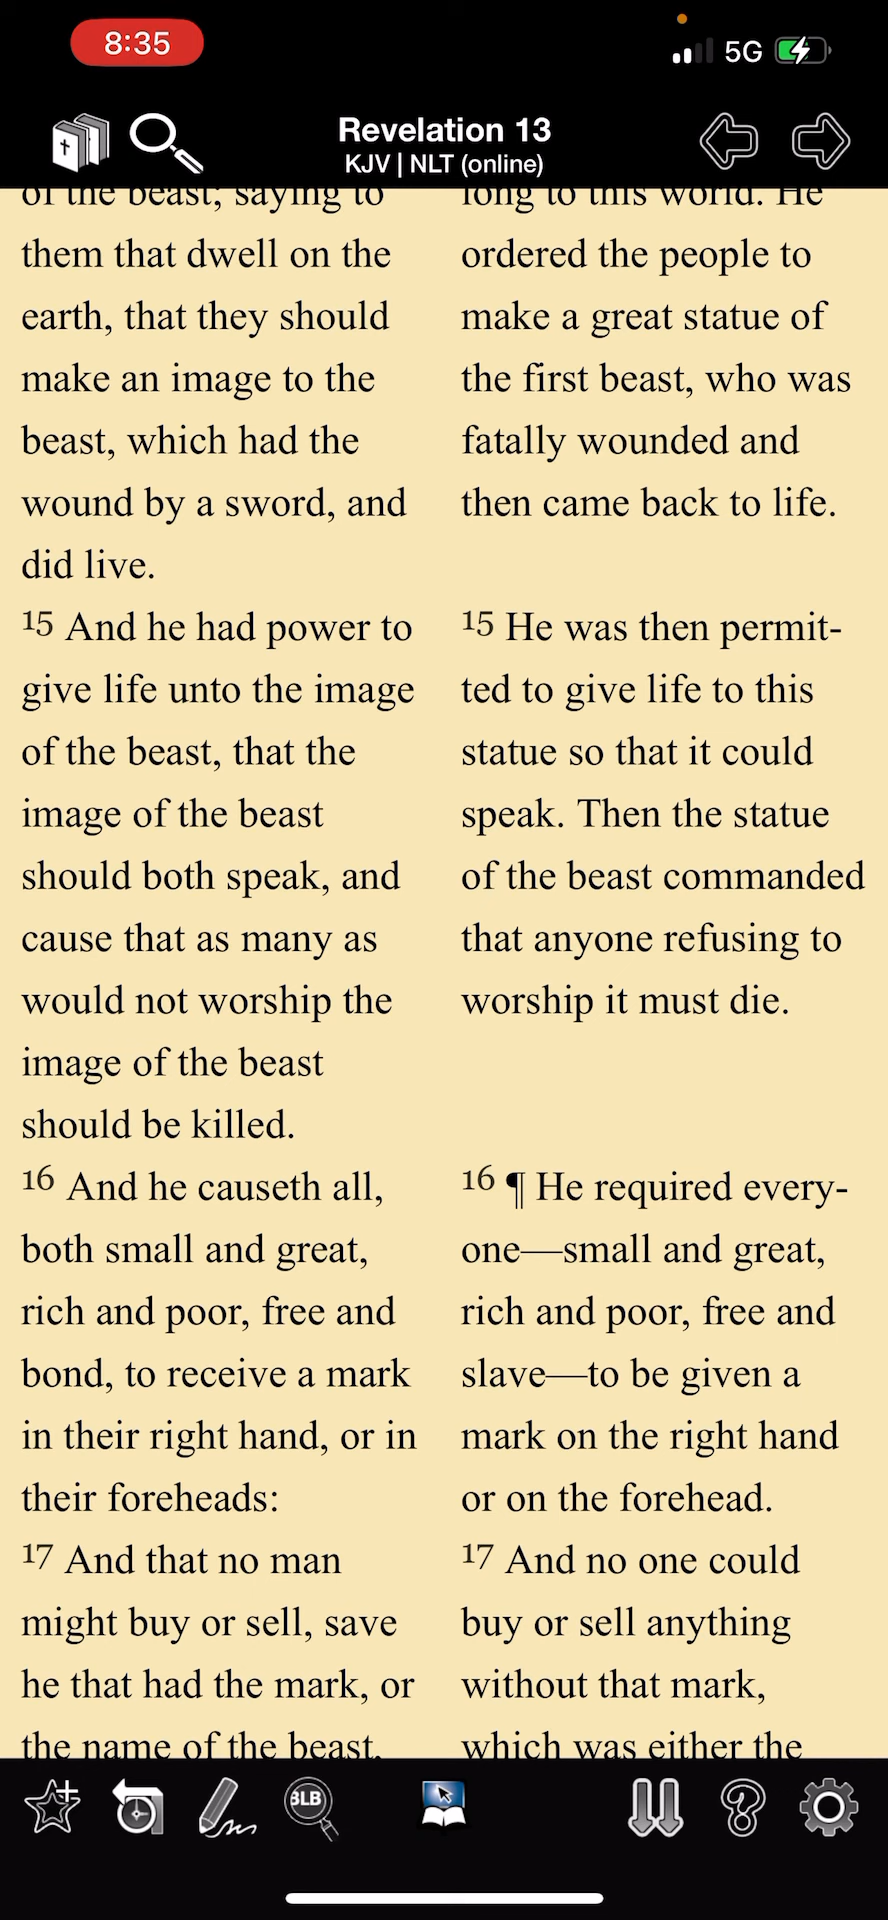 8:35
5G
Revelation 13
KJV | NLT (online)
of the beast; saying to
them that dwell on the
earth, that they should
make an image to the
beast, which had the
wound by a sword, and
did live.
15 And he had power to
give life unto the image
of the beast, that the
image of the beast
should both speak, and
cause that as many as
would not worship the
image of the beast
should be killed.
16 And he causeth all,
both small and great,
rich and poor, free and
bond, to receive a mark
in their right hand, or in
their foreheads:
17 And that no man
might buy or sell, save
he that had the mark, or
the name of the beast,
long to this world. He
ordered the people to
make a great statue of
the first beast, who was
fatally wounded and
then came back to life.
15 He was then permit-
ted to give life to this
statue so that it could
speak. Then the statue
of the beast commanded
that anyone refusing to
worship it must die.
16 ¶ He required every-
one—small and great,
rich and poor, free and
slave—to be given a
mark on the right hand
or on the forehead.
17 And no one could
buy or sell anything
without that mark,
which was either the
BLB